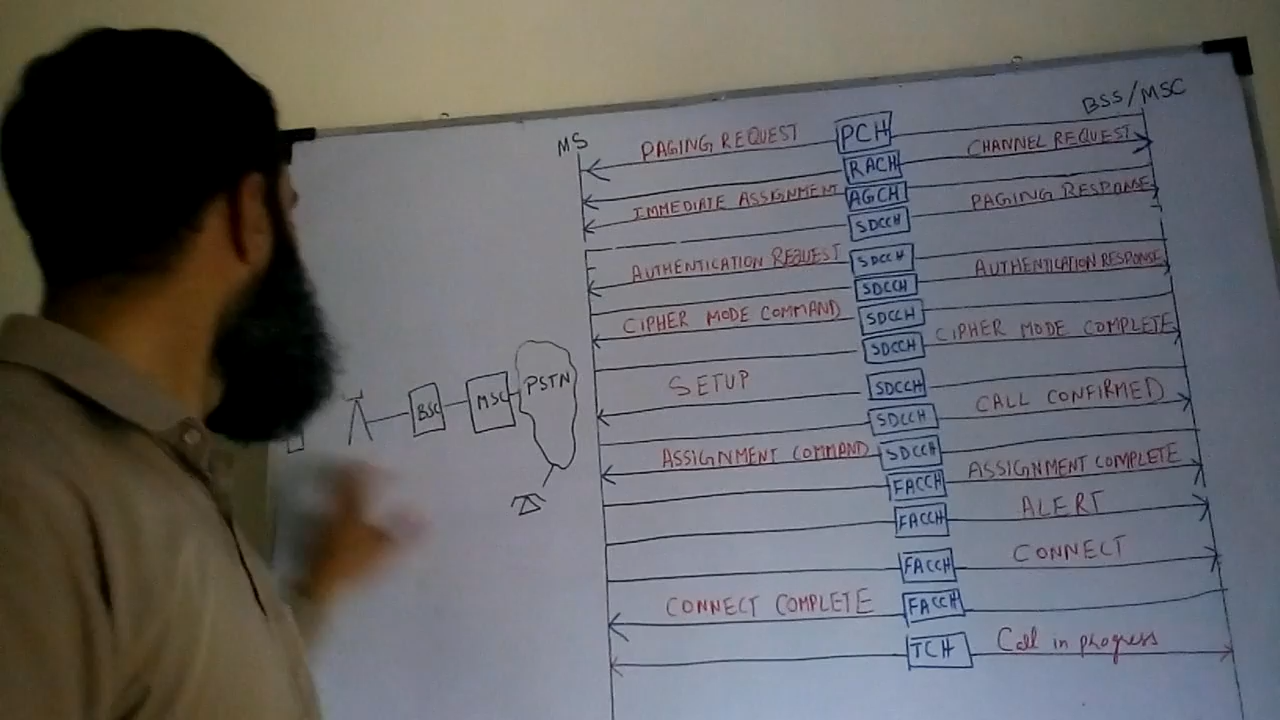 MS
BSS/MSC
PAGING REQUEST PCH
RACH CHANNEL REQUEST
IMMEDIATE ASSIGNMENT AGCH
SDCCH PAGING RESPONSE
AUTHENTICATION REQUEST SDCCH
SDCCH AUTHENTICATION RESPONSE
CIPHER MODE COMMAND SDCCH
SDCCH CIPHER MODE COMPLETE
SETUP SDCCH
SDCCH CALL CONFIRMED
ASSIGNMENT COMMAND SDCCH
FACCH ASSIGNMENT COMPLETE
FACCH ALERT
FACCH CONNECT
CONNECT COMPLETE FACCH
TCH Call in progress
BSC MSC PSTN